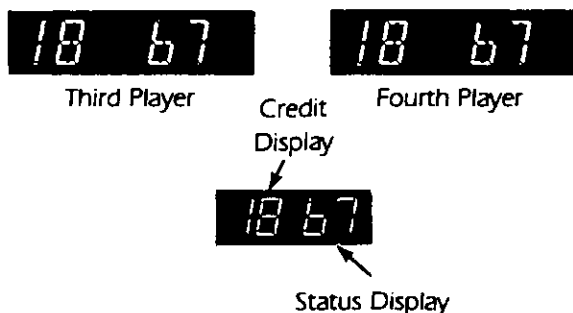 18 b7 18 b7
Third Player Fourth Player
Credit
Display
18 b7
Status Display